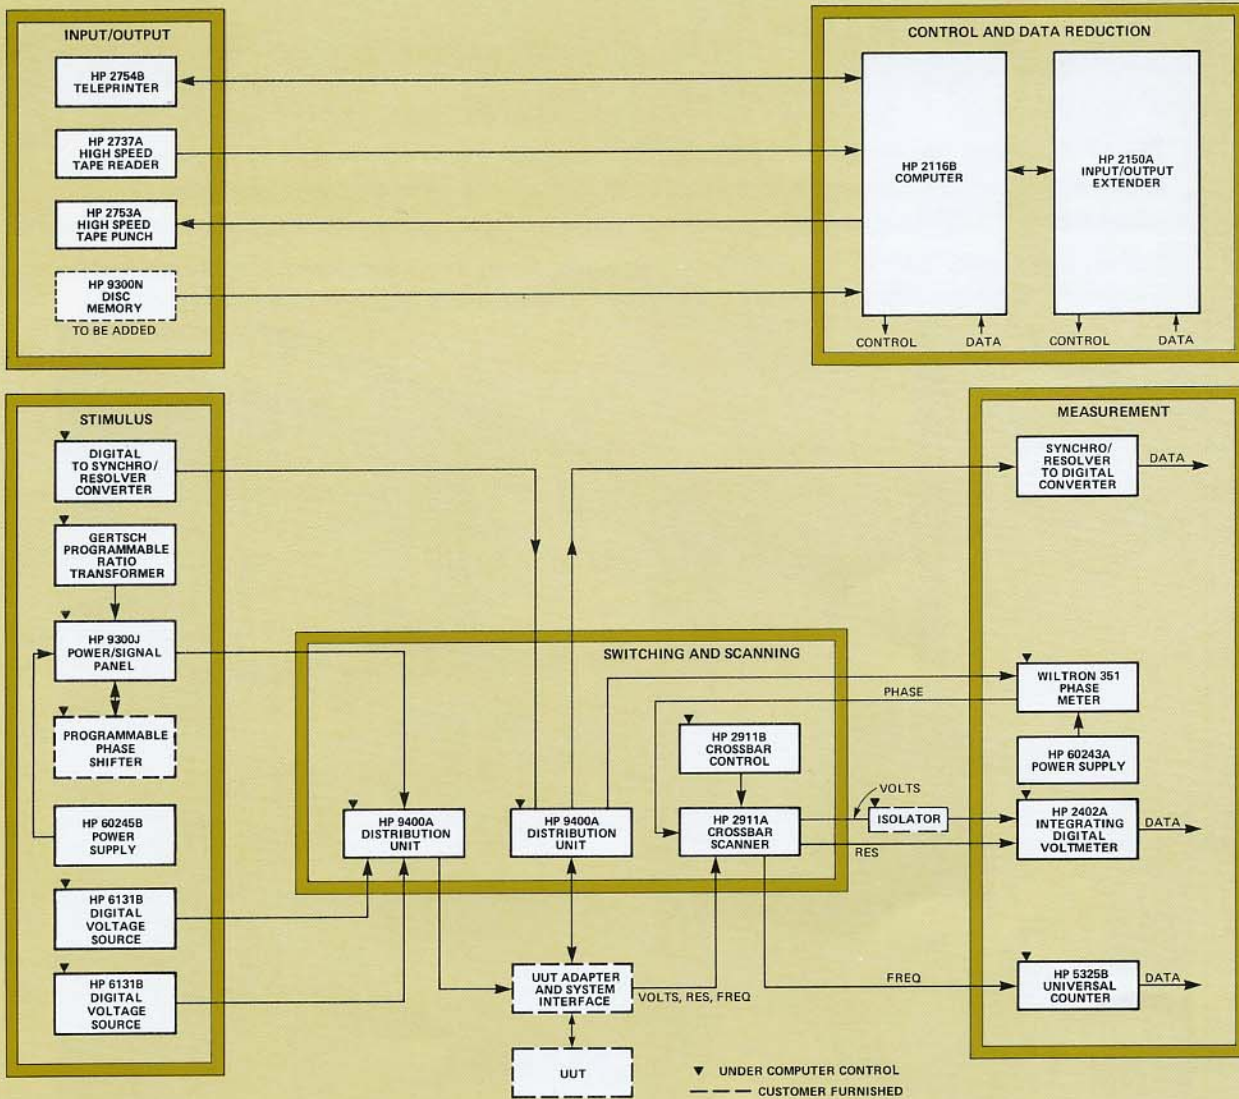 INPUT/OUTPUT
HP 2754B
TELEPRINTER
HP 2737A
HIGH SPEED
TAPE READER
HP 2753A
HIGH SPEED
TAPE PUNCH
HP 9300N
DISC
MEMORY
TO BE ADDED
CONTROL AND DATA REDUCTION
HP 2116B
COMPUTER
HP 2150A
INPUT/OUTPUT
EXTENDER
CONTROL
DATA
CONTROL
DATA
STIMULUS
DIGITAL
TO SYNCHRO/
RESOLVER
CONVERTER
GERTSCH
PROGRAMMABLE
RATIO
TRANSFORMER
HP 9300J
POWER/SIGNAL
PANEL
PROGRAMMABLE
PHASE
SHIFTER
HP 60245B
POWER
SUPPLY
HP 6131B
DIGITAL
VOLTAGE
SOURCE
HP 6131B
DIGITAL
VOLTAGE
SOURCE
SWITCHING AND SCANNING
HP 9400A
DISTRIBUTION
UNIT
HP 9400A
DISTRIBUTION
UNIT
HP 2911B
CROSSBAR
CONTROL
HP 2911A
CROSSBAR
SCANNER
PHASE
VOLTS
ISOLATOR
RES
FREQ
UUT ADAPTER
AND SYSTEM
INTERFACE
VOLTS, RES, FREQ
UUT
MEASUREMENT
SYNCHRO/
RESOLVER
TO DIGITAL
CONVERTER
DATA
WILTRON 351
PHASE
METER
HP 60243A
POWER SUPPLY
HP 2402A
INTEGRATING
DIGITAL
VOLTMETER
DATA
HP 5325B
UNIVERSAL
COUNTER
DATA
▼ UNDER COMPUTER CONTROL
— — — CUSTOMER FURNISHED